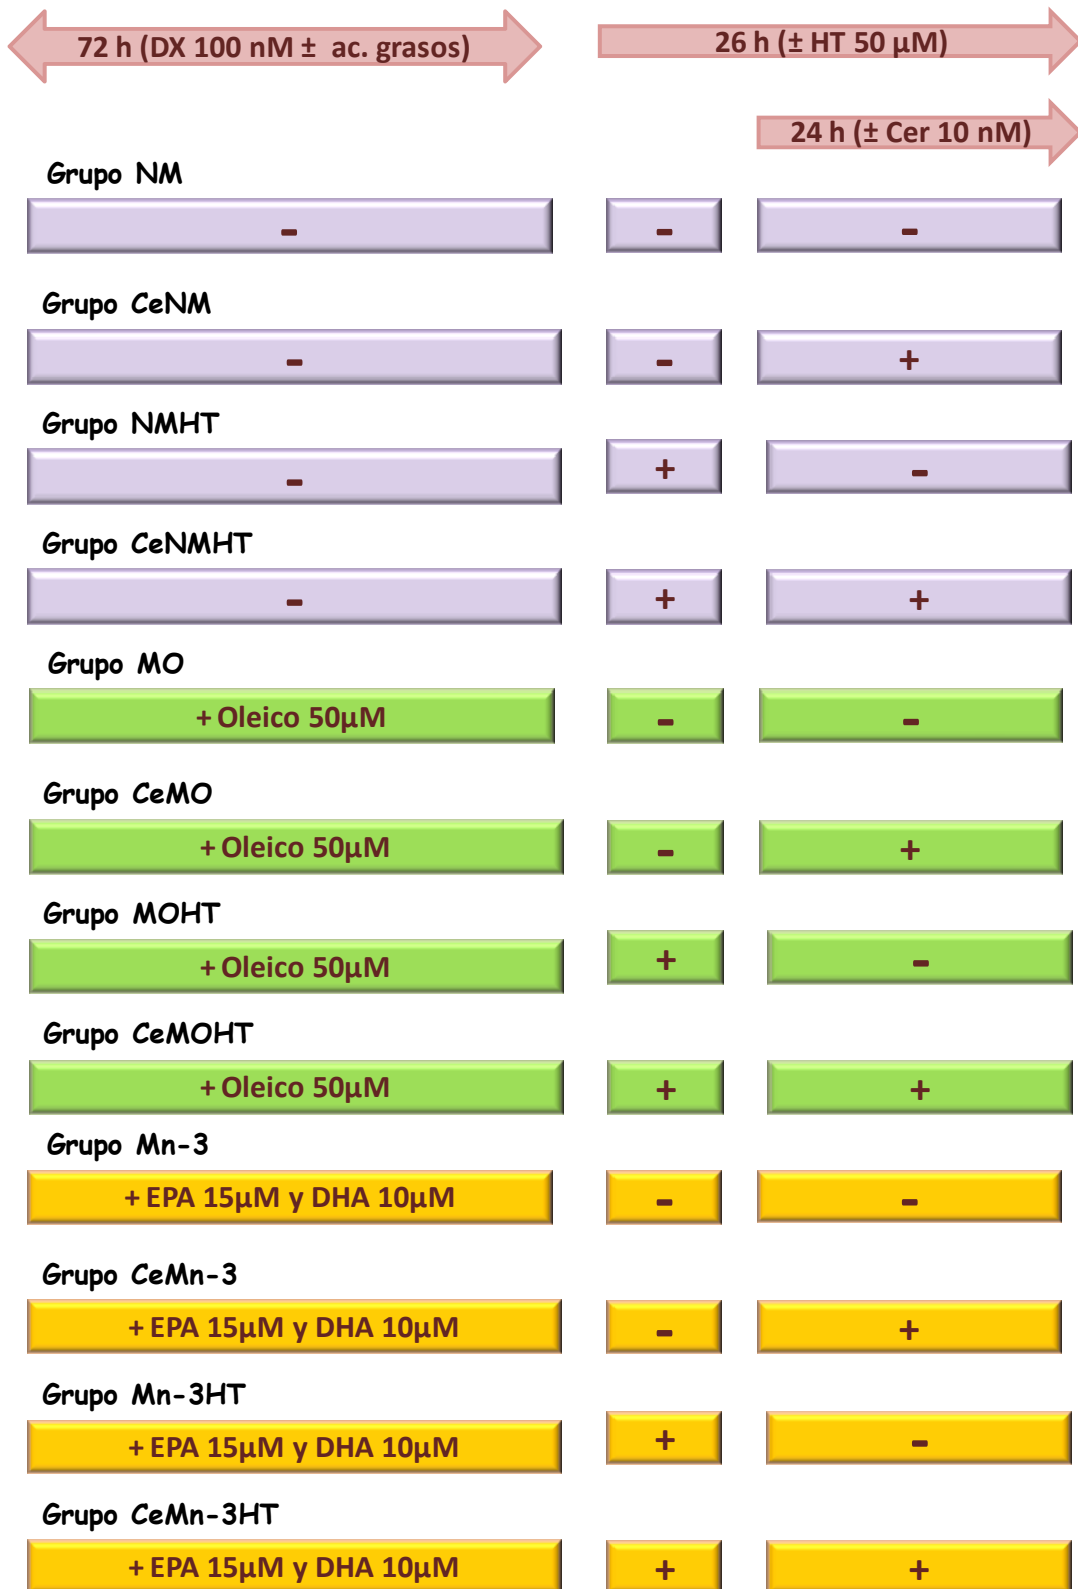 72 h (DX 100 nM ± ac. grasos)
26 h (± HT 50 µM)
24 h (± Cer 10 nM)
Grupo NM
- - -
Grupo CeNM
- - +
Grupo NMHT
- + -
Grupo CeNMHT
- + +
Grupo MO
+ Oleico 50µM - -
Grupo CeMO
+ Oleico 50µM - +
Grupo MOHT
+ Oleico 50µM + -
Grupo CeMOHT
+ Oleico 50µM + +
Grupo Mn-3
+ EPA 15µM y DHA 10µM - -
Grupo CeMn-3
+ EPA 15µM y DHA 10µM - +
Grupo Mn-3HT
+ EPA 15µM y DHA 10µM + -
Grupo CeMn-3HT
+ EPA 15µM y DHA 10µM + +